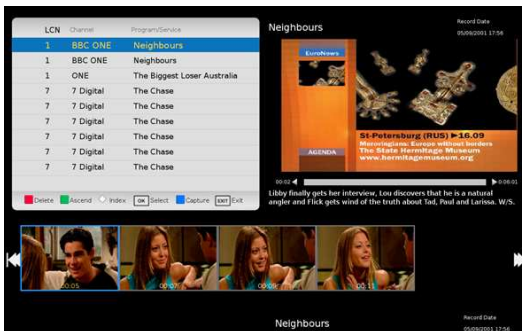 LCN Channel Program/Service
1 BBC ONE Neighbours
1 BBC ONE Neighbours
1 ONE The Biggest Loser Australia
7 7 Digital The Chase
7 7 Digital The Chase
7 7 Digital The Chase
7 7 Digital The Chase
7 7 Digital The Chase
Delete Ascend Index OK Select Capture EXIT Exit
Neighbours
Record Date
05/09/2001 17:56
EuroNews
St-Petersburg (RUS) ►16.09
Merovingians: Europe without borders
The State Hermitage Museum
www.hermitagemuseum.org
AGENDA
00:02
0:06:01
Libby finally gets her interview, Lou discovers that he is a natural
angler and Flick gets wind of the truth about Tad, Paul and Larissa. W/S.
00:05
00:07
00:09
00:11
Neighbours
Record Date
05/09/2001 17:56